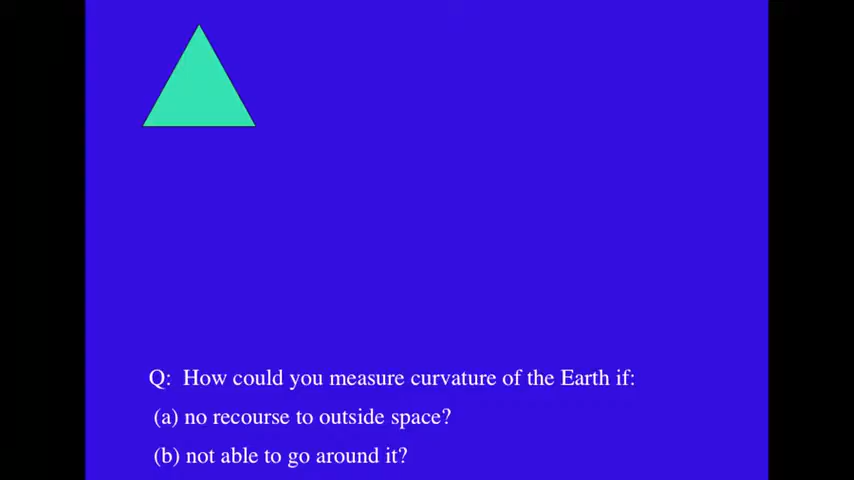 Q: How could you measure curvature of the Earth if:
(a) no recourse to outside space?
(b) not able to go around it?